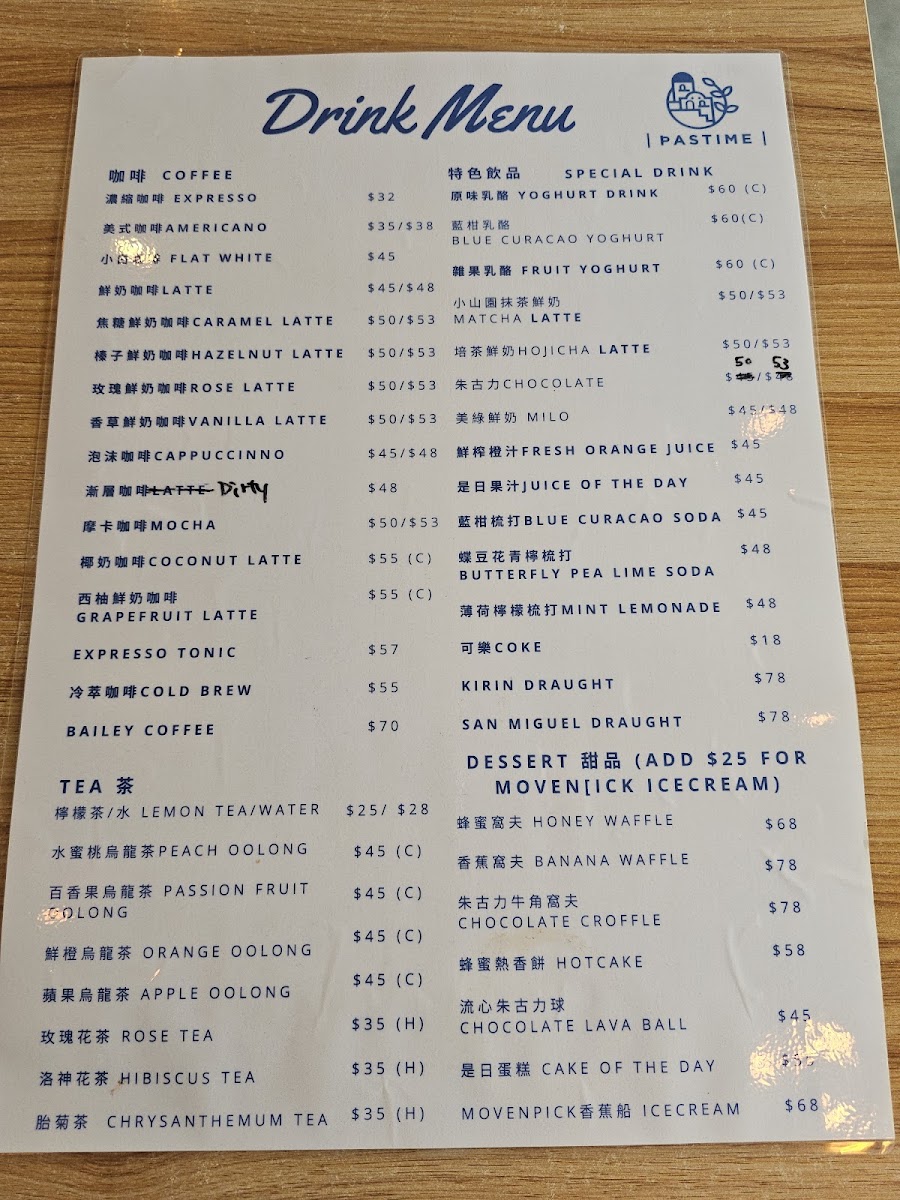 Drink Menu
| PASTIME |
咖啡 COFFEE
濃縮咖啡 EXPRESSO $32
美式咖啡AMERICANO $35/$38
小 FLAT WHITE $45
鮮奶咖啡LATTE $45/$48
焦糖鮮奶咖啡CARAMEL LATTE $50/$53
榛子鮮奶咖啡HAZELNUT LATTE $50/$53
玫瑰鮮奶咖啡ROSE LATTE $50/$53
香草鮮奶咖啡VANILLA LATTE $50/$53
泡沫咖啡CAPPUCCINNO $45/$48
漸層咖啡LATTE Dirty $48
摩卡咖啡MOCHA $50/$53
椰奶咖啡COCONUT LATTE $55 (C)
西柚鮮奶咖啡 $55 (C)
GRAPEFRUIT LATTE
EXPRESSO TONIC $57
冷萃咖啡COLD BREW $55
BAILEY COFFEE $70
TEA 茶
檸檬茶/水 LEMON TEA/WATER $25/ $28
水蜜桃烏龍茶PEACH OOLONG $45 (C)
百香果烏龍茶 PASSION FRUIT $45 (C)
OOLONG
鮮橙烏龍茶 ORANGE OOLONG $45 (C)
蘋果烏龍茶 APPLE OOLONG $45 (C)
玫瑰花茶 ROSE TEA $35 (H)
洛神花茶 HIBISCUS TEA $35 (H)
胎菊茶 CHRYSANTHEMUM TEA $35 (H)
特色飲品 SPECIAL DRINK
原味乳酪 YOGHURT DRINK $60 (C)
藍柑乳酪 $60(C)
BLUE CURACAO YOGHURT
雜果乳酪 FRUIT YOGHURT $60 (C)
小山園抹茶鮮奶 $50/$53
MATCHA LATTE
培茶鮮奶HOJICHA LATTE $50/$53
50 53
朱古力CHOCOLATE
美綠鮮奶 MILO $45/$48
鮮榨橙汁FRESH ORANGE JUICE $45
是日果汁JUICE OF THE DAY $45
藍柑梳打BLUE CURACAO SODA $45
蝶豆花青檸梳打 $48
BUTTERFLY PEA LIME SODA
薄荷檸檬梳打MINT LEMONADE $48
可樂COKE $18
KIRIN DRAUGHT $78
SAN MIGUEL DRAUGHT $78
DESSERT 甜品 (ADD $25 FOR
MOVEN[ICK ICECREAM)
蜂蜜窩夫 HONEY WAFFLE $68
香蕉窩夫 BANANA WAFFLE $78
朱古力牛角窩夫 $78
CHOCOLATE CROFFLE
蜂蜜熱香餅 HOTCAKE $58
流心朱古力球 $45
CHOCOLATE LAVA BALL
是日蛋糕 CAKE OF THE DAY
MOVENPICK香蕉船 ICECREAM $68